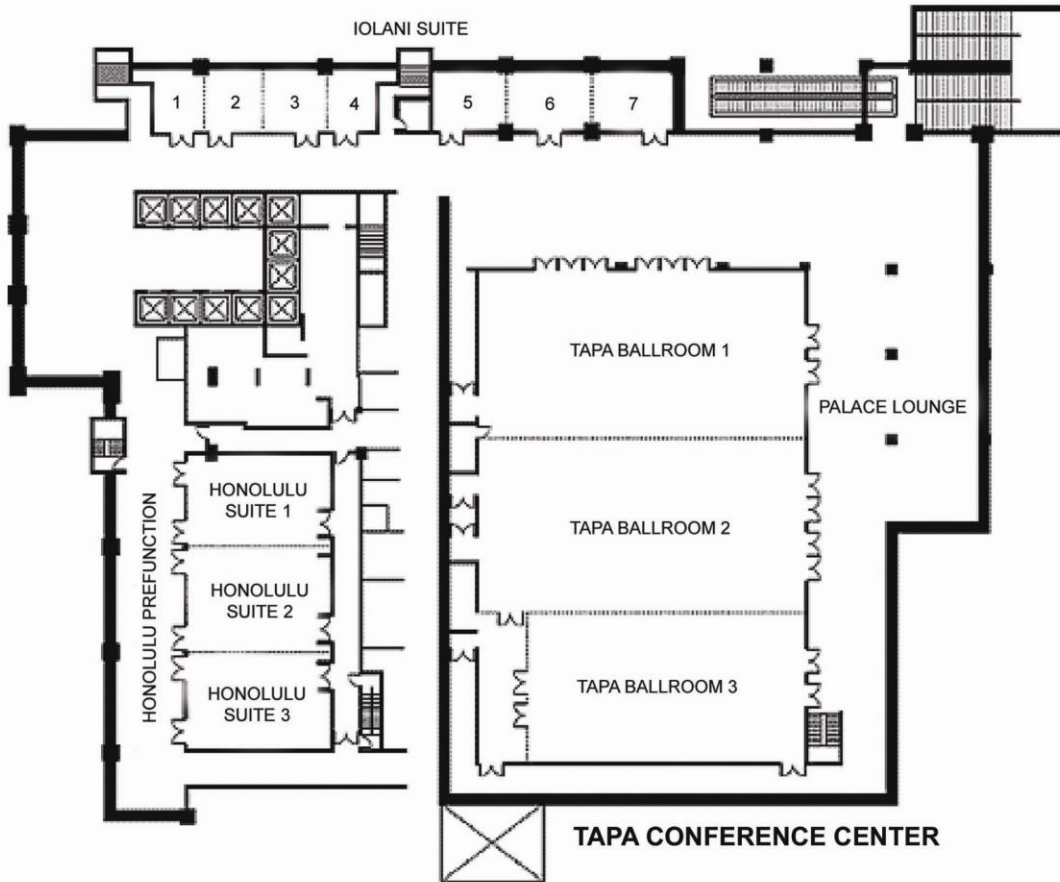 IOLANI SUITE
1
2
3
4
5
6
7
TAPA BALLROOM 1
PALACE LOUNGE
HONOLULU
SUITE 1
TAPA BALLROOM 2
HONOLULU PREFUNCTION
HONOLULU
SUITE 2
HONOLULU
SUITE 3
TAPA BALLROOM 3
TAPA CONFERENCE CENTER